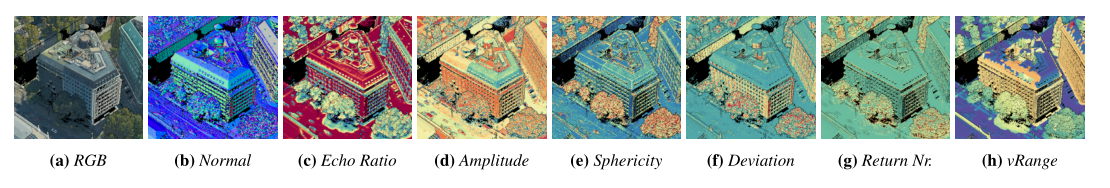 (a) RGB (b) Normal (c) Echo Ratio (d) Amplitude (e) Sphericity (f) Deviation (g) Return Nr. (h) vRange